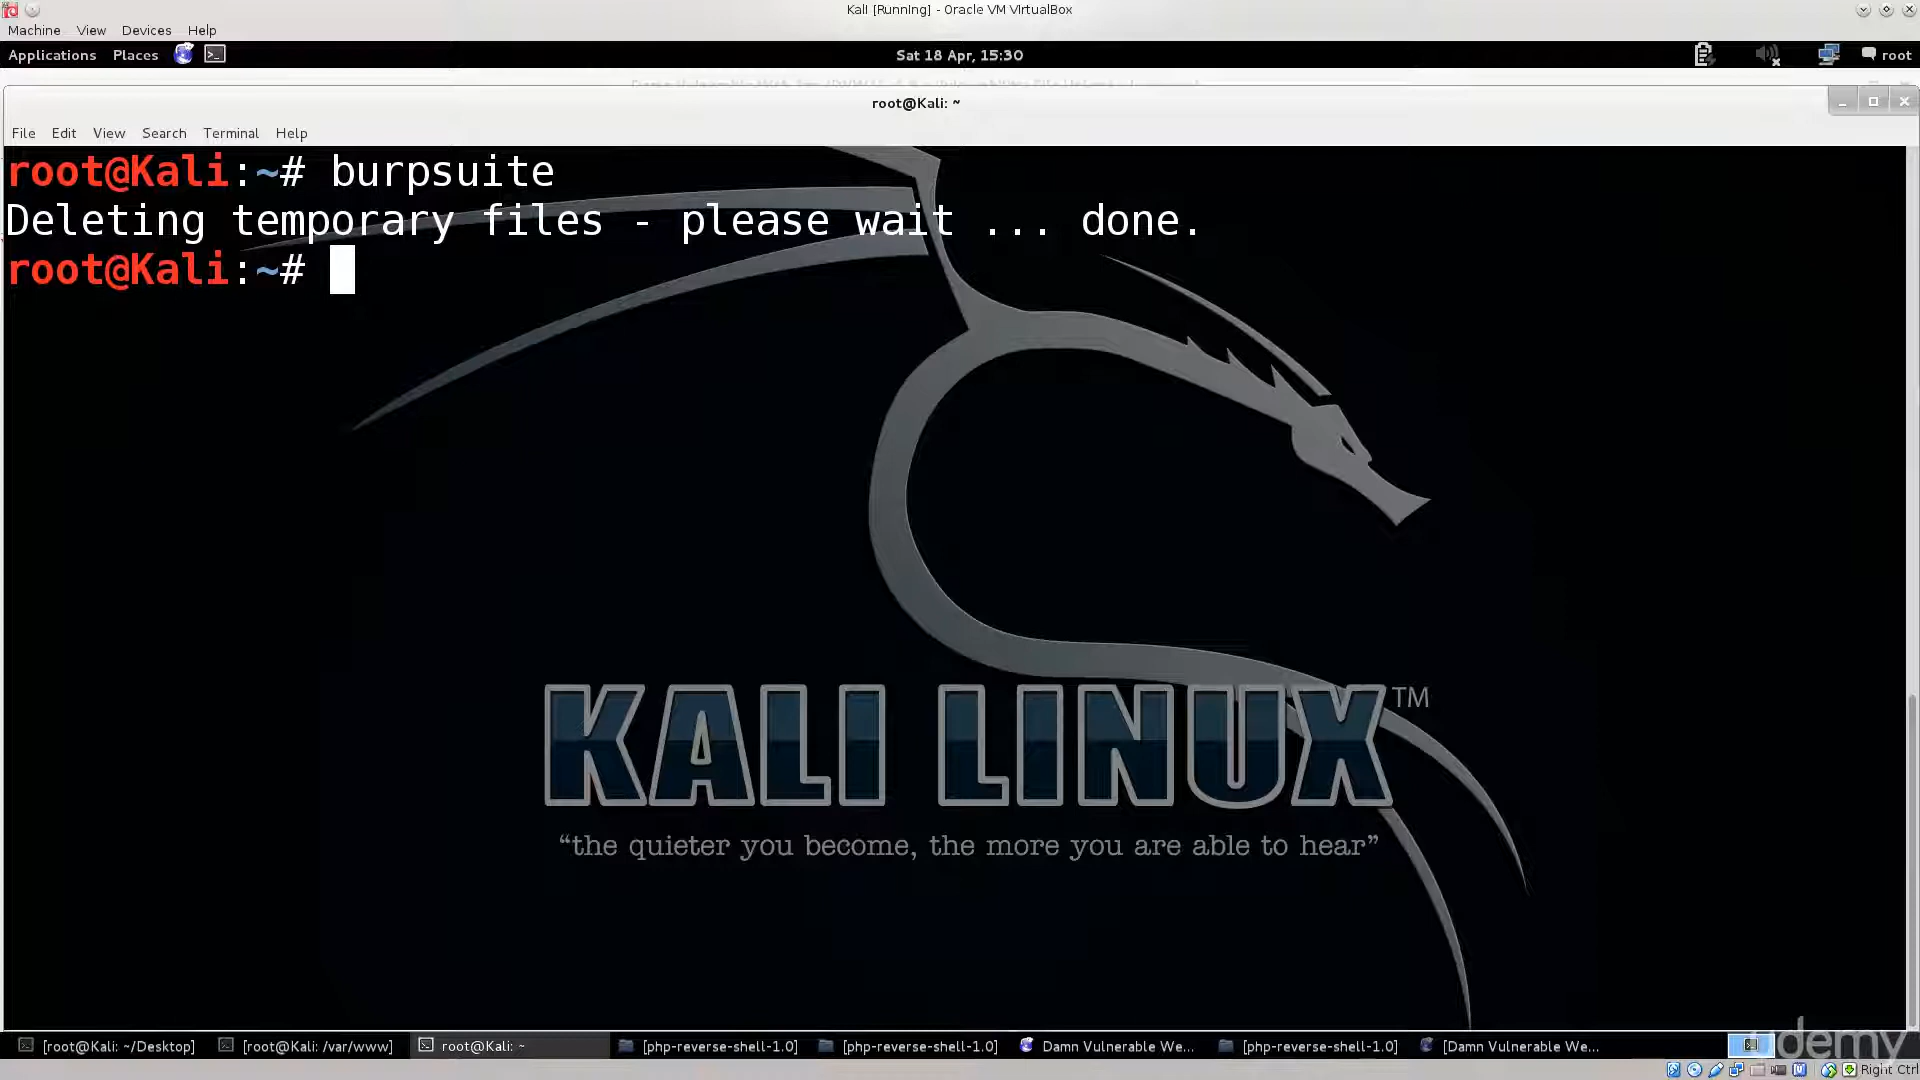 Kali [Running] - Oracle VM VirtualBox
Machine View Devices Help
Applications Places Sat 18 Apr, 15:30 root
root@Kali: ~
File Edit View Search Terminal Help
root@Kali:~# burpsuite
Deleting temporary files - please wait ... done.
root@Kali:~#
KALI LINUX TM
“the quieter you become, the more you are able to hear”
[root@Kali: ~/Desktop] [root@Kali: /var/www] root@Kali: ~ [php-reverse-shell-1.0] [php-reverse-shell-1.0] Damn Vulnerable We... [php-reverse-shell-1.0] [Damn Vulnerable We...
udemy
Right Ctrl